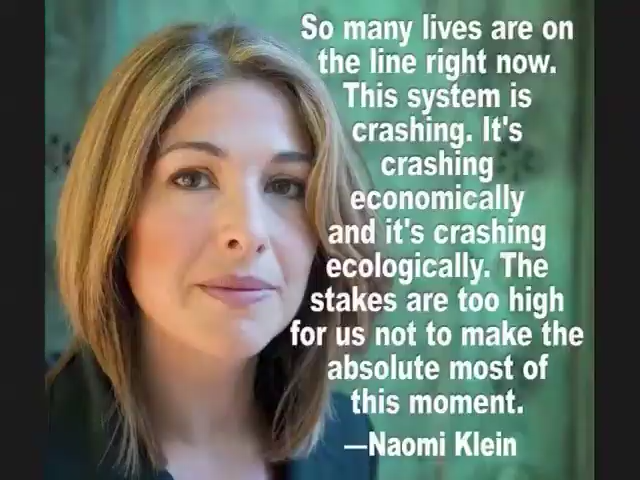 So many lives are on
the line right now.
This system is
crashing. It's
crashing
economically
and it's crashing
ecologically. The
stakes are too high
for us not to make the
absolute most of
this moment.
—Naomi Klein